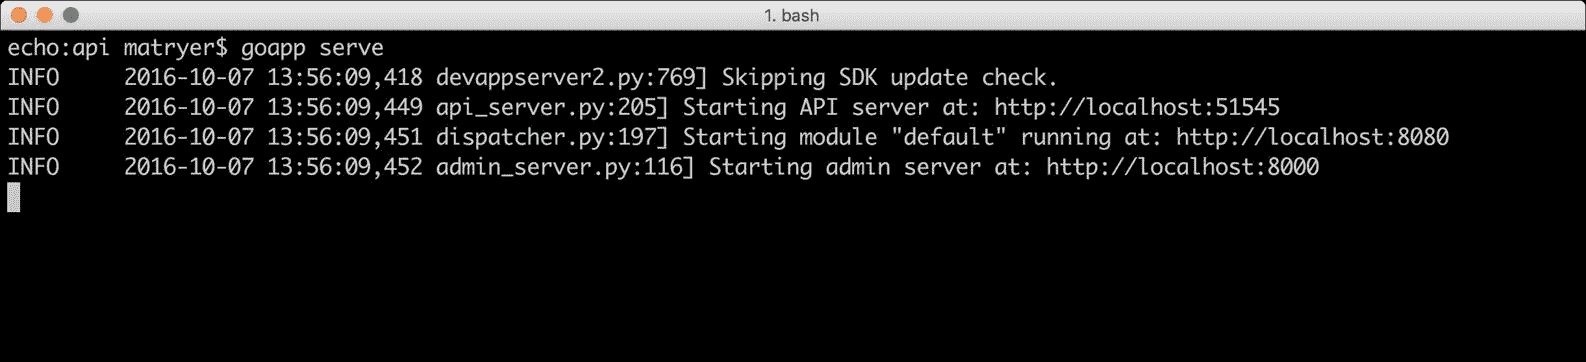 1. bash
echo:api matryer$ goapp serve
INFO     2016-10-07 13:56:09,418 devappserver2.py:769] Skipping SDK update check.
INFO     2016-10-07 13:56:09,449 api_server.py:205] Starting API server at: http://localhost:51545
INFO     2016-10-07 13:56:09,451 dispatcher.py:197] Starting module "default" running at: http://localhost:8080
INFO     2016-10-07 13:56:09,452 admin_server.py:116] Starting admin server at: http://localhost:8000